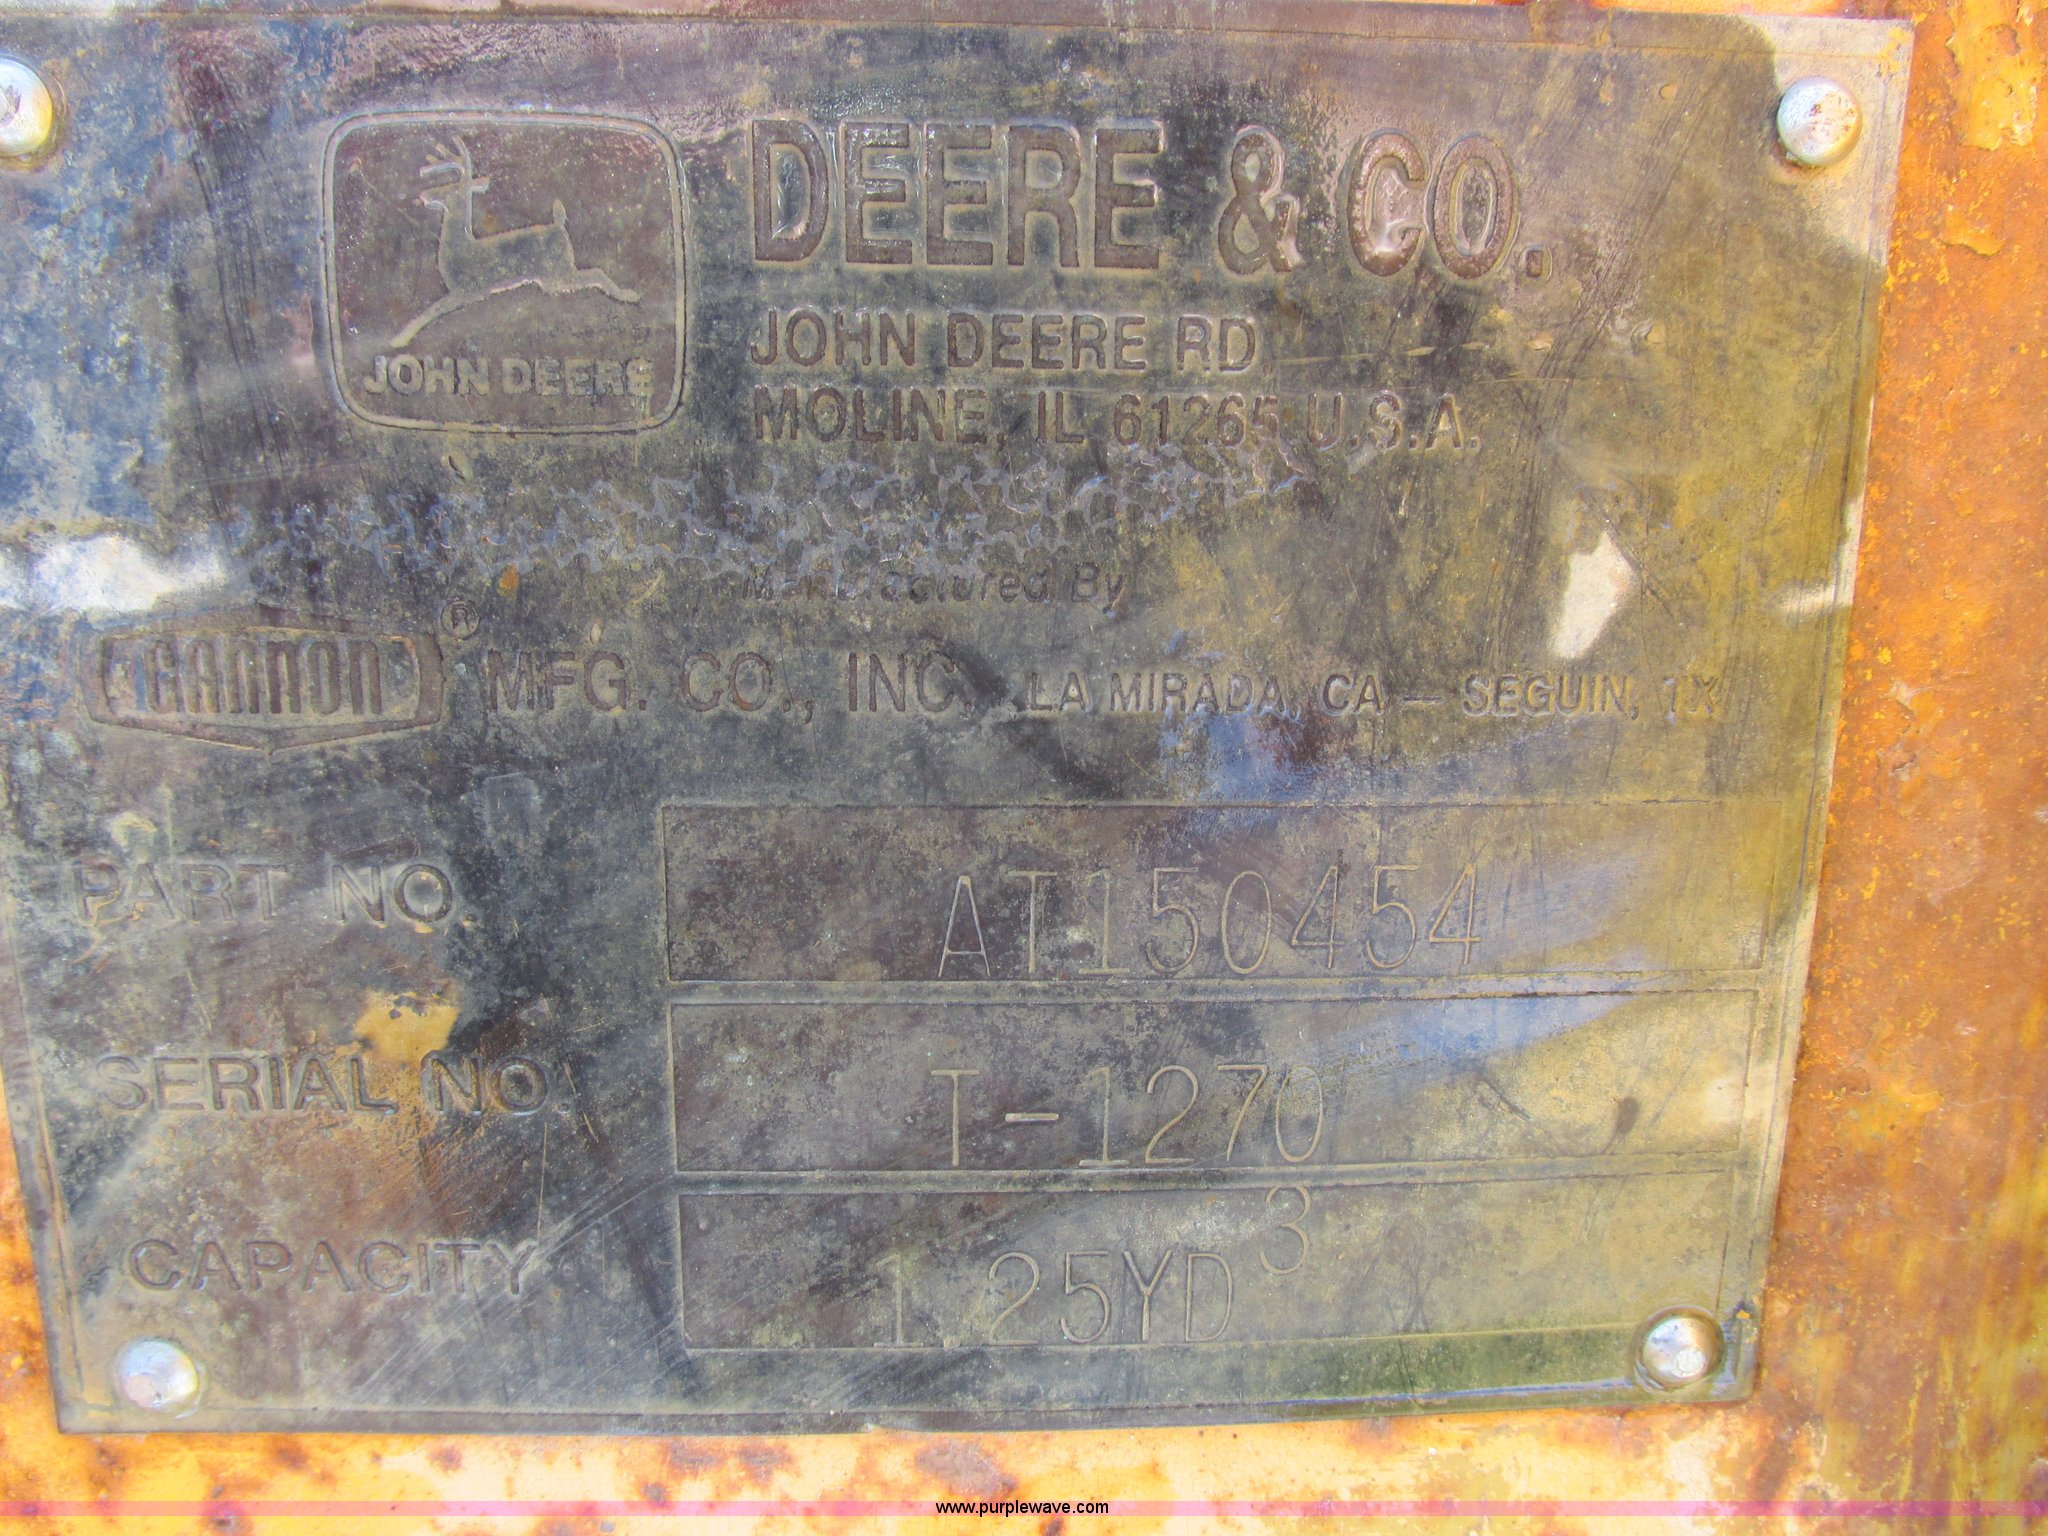 JOHN DEERE
DEERE & CO.
JOHN DEERE RD
MOLINE, IL 61265 U.S.A.
Manufactured By
GANNON ® MFG. CO., INC. LA MIRADA, CA — SEGUIN, TX
PART NO. AT150454
SERIAL NO. T-1270
CAPACITY 1.25YD³
www.purplewave.com